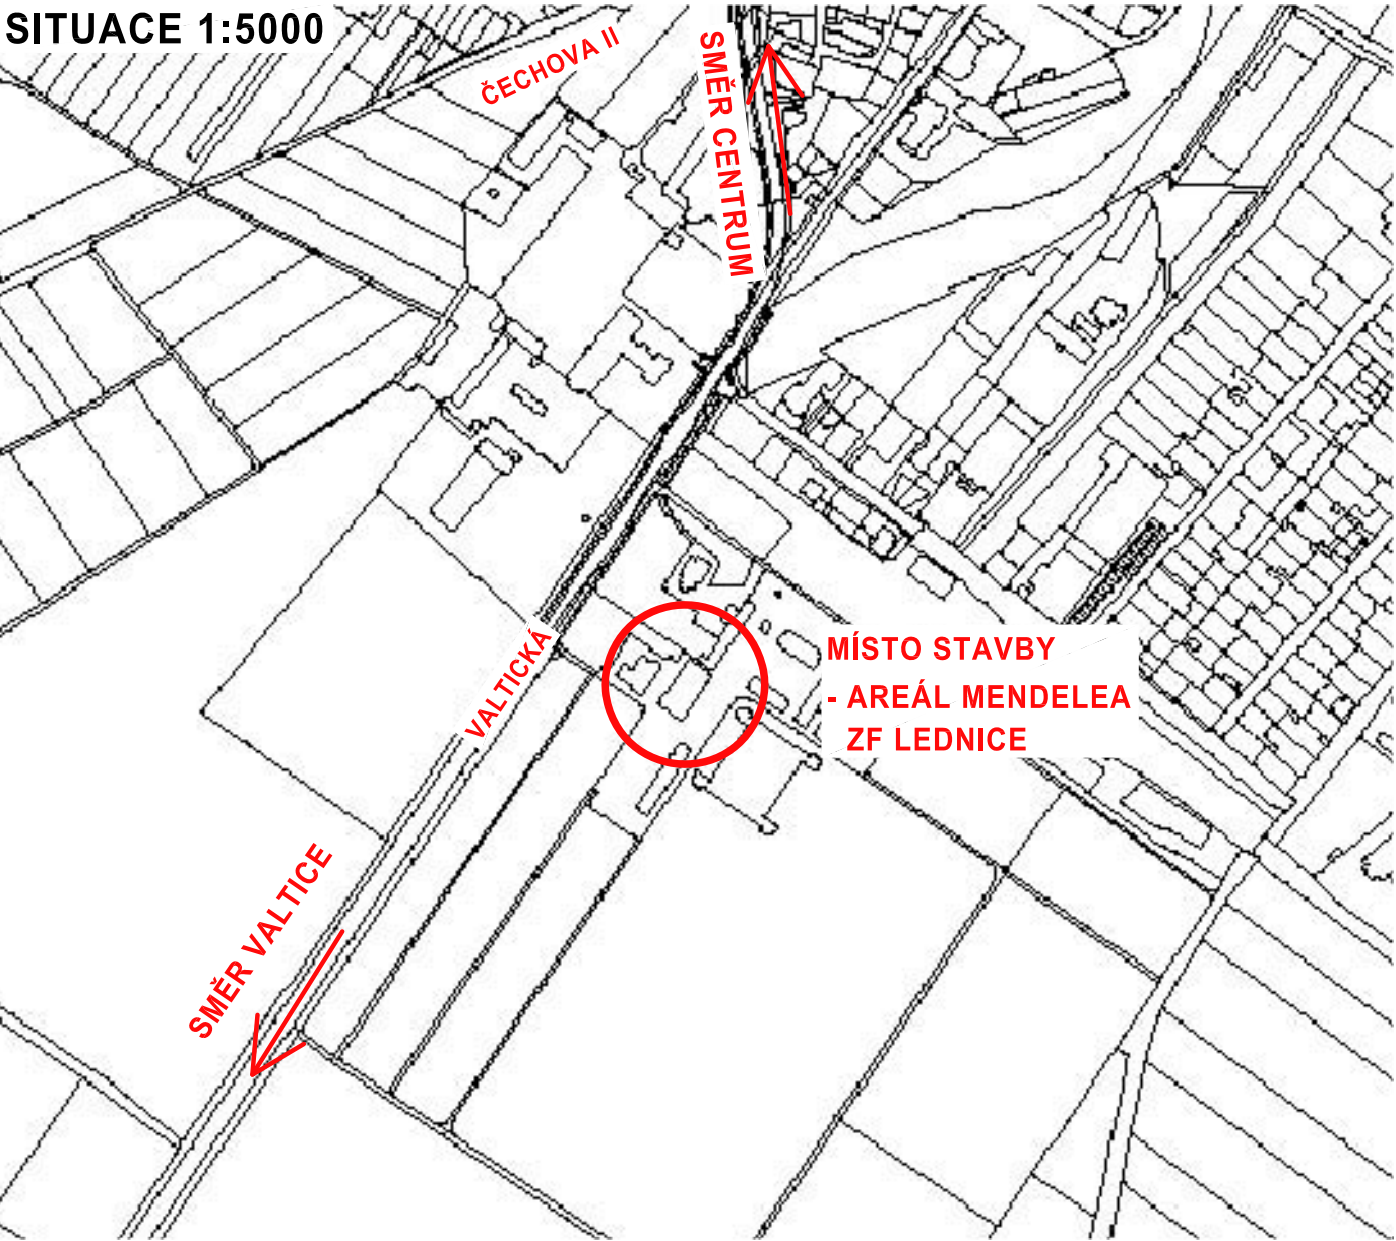 SITUACE 1:5000
ČECHOVA II
SMĚR CENTRUM
MÍSTO STAVBY
- AREÁL MENDELEA
ZF LEDNICE
VALTICKÁ
SMĚR VALTICE